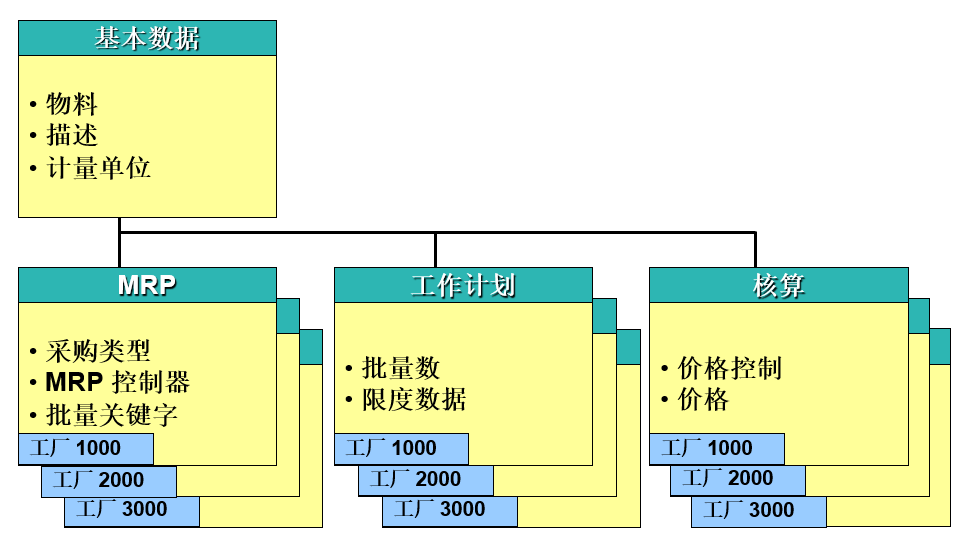 基本数据
• 物料
• 描述
• 计量单位
MRP
• 采购类型
• MRP 控制器
• 批量关键字
工厂 1000
工厂 2000
工厂 3000
工作计划
• 批量数
• 限度数据
工厂 1000
工厂 2000
工厂 3000
核算
• 价格控制
• 价格
工厂 1000
工厂 2000
工厂 3000